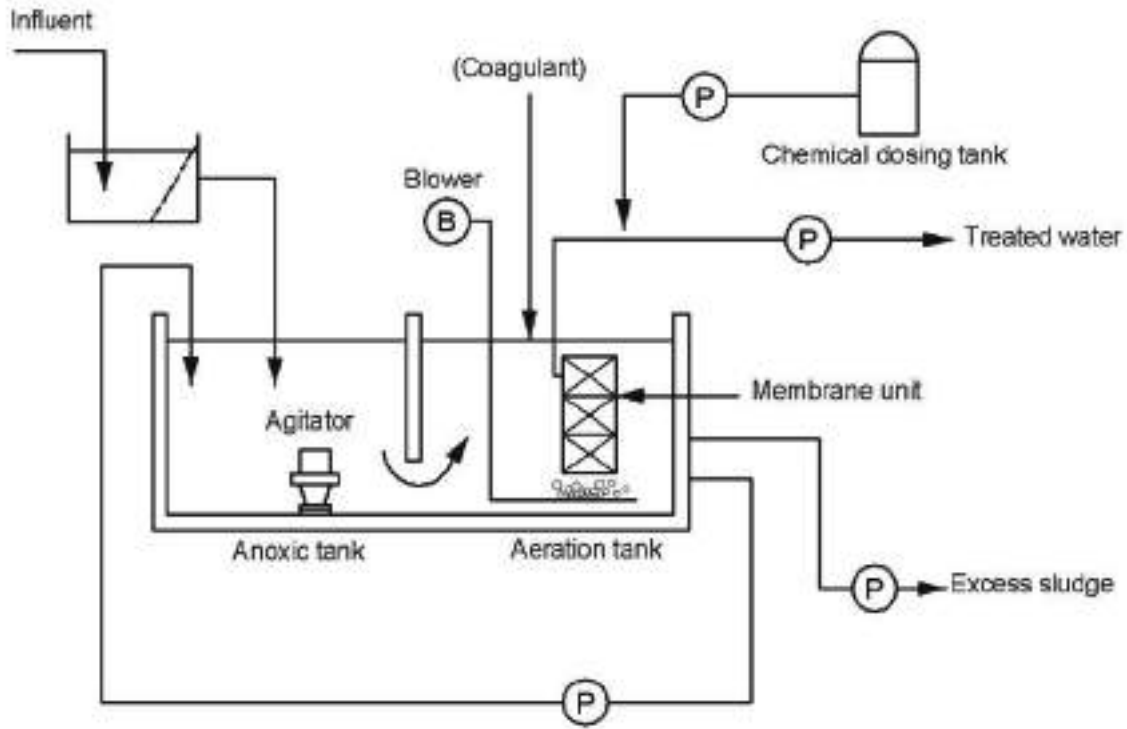 Influent
(Coagulant)
P
Chemical dosing tank
Blower
B
P
Treated water
Membrane unit
Agitator
Anoxic tank
Aeration tank
P
Excess sludge
P